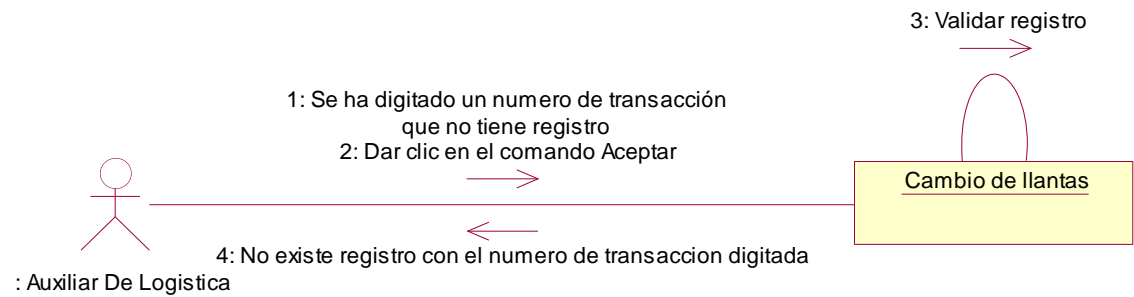 3: Validar registro
1: Se ha digitado un numero de transacción
que no tiene registro
2: Dar clic en el comando Aceptar
Cambio de llantas
4: No existe registro con el numero de transaccion digitada
: Auxiliar De Logistica